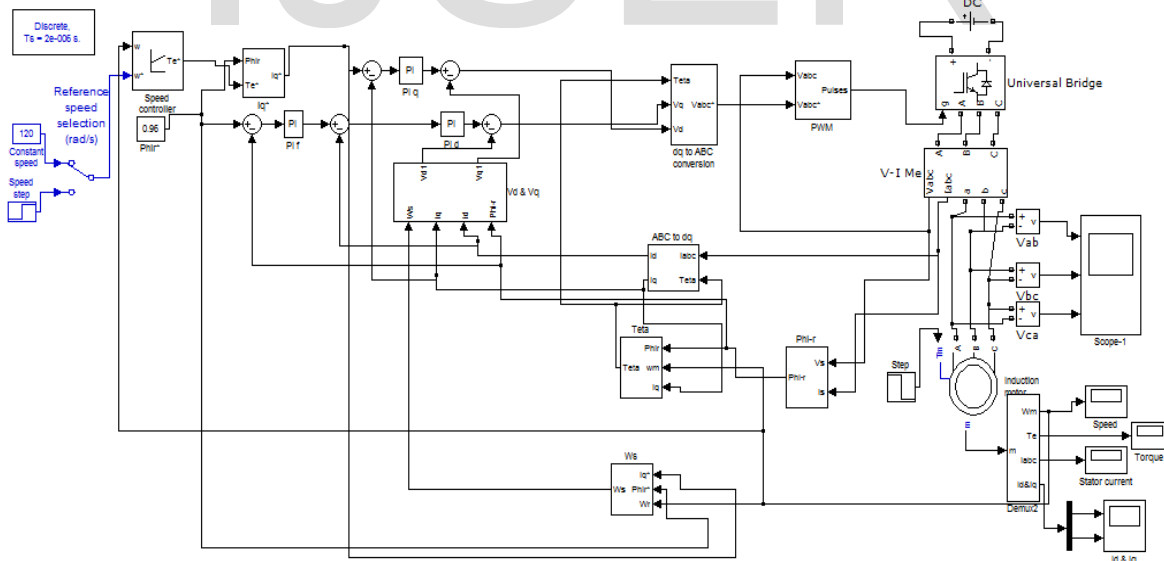 Discrete,
Ts = 2e-006 s.
DC
w
w*
Te*
Speed
controller
Phir
Te*
Iq*
Iq*
PI
PI q
PI
PI f
PI
PI d
Teta
Vq
Vd
Vabc*
dq to ABC
conversion
Vabc
Vabc*
Pulses
PWM
+
-
g
A
B
C
Universal Bridge
Reference
speed
selection
(rad/s)
120
Constant
speed
Speed
step
0.96
Phir*
Vd1
Vq1
Ws
Iq
Id
Phi-r
Vd & Vq
A
B
C
V-I Me
Vabc
Iabc
a
b
c
+
-
v
Vab
+
-
v
Vbc
+
-
v
Vca
Scope-1
ABC to dq
Id
Iq
Iabc
Teta
Teta
Teta
Phir
wm
Iq
Phi-r
Phi-r
Vs
Is
Step
Tm
A
B
C
m
Induction
motor
m
Wm
Te
Iabc
Id&Iq
Demux2
Speed
Torque
Stator current
Id & Iq
Ws
Ws
Iq*
Phir*
Wr